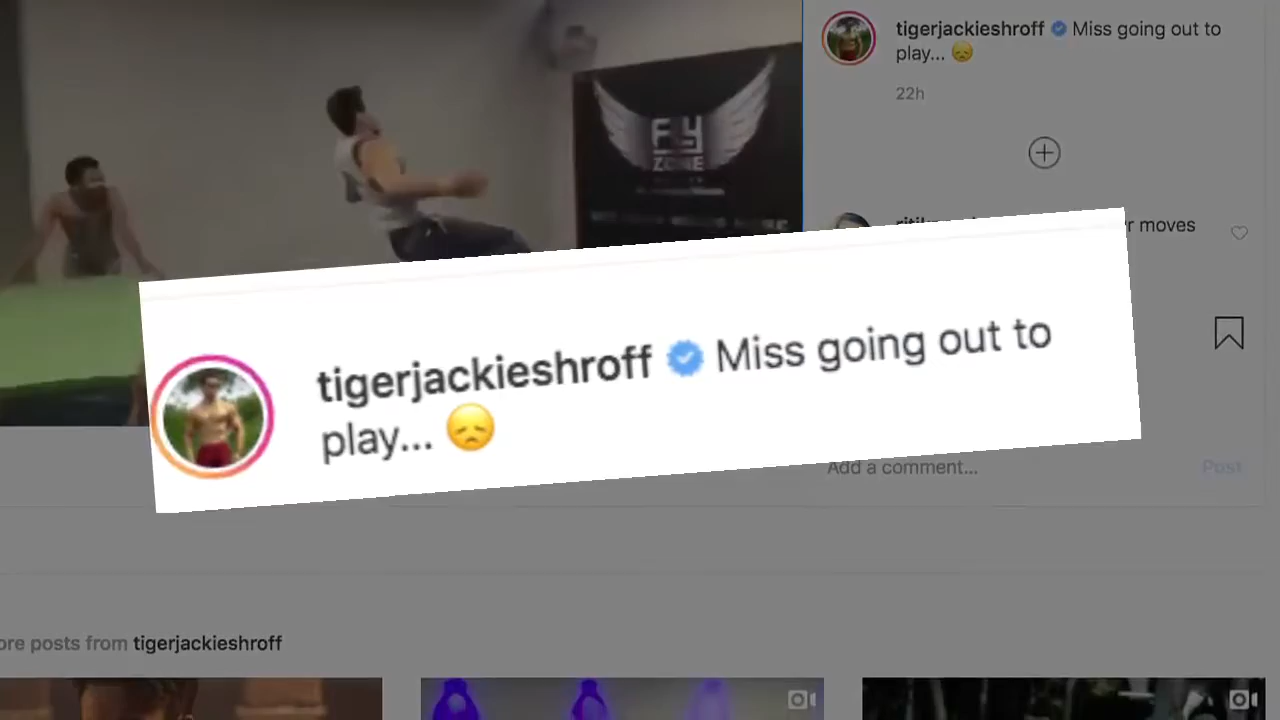 tigerjackieshroff Miss going out to
play... 😞
22h
FLY
ZONE
r moves
tigerjackieshroff Miss going out to
play... 😞
Add a comment...
Post
ore posts from tigerjackieshroff